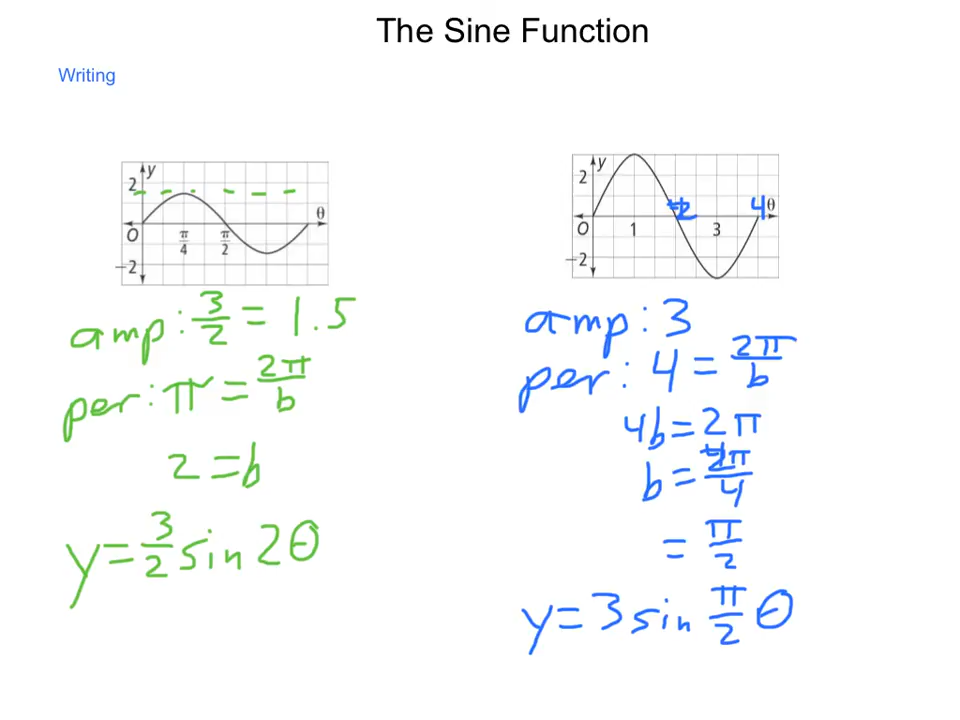 The Sine Function
Writing
y
2
θ
O
π/4
π/2
−2
amp: 3/2 = 1.5
per: π = 2π/b
2 = b
y = 3/2 sin 2θ
y
2
2
4
θ
O
1
3
−2
amp: 3
per: 4 = 2π/b
4b = 2π
b = 2π/4
= π/2
y = 3 sin π/2 θ